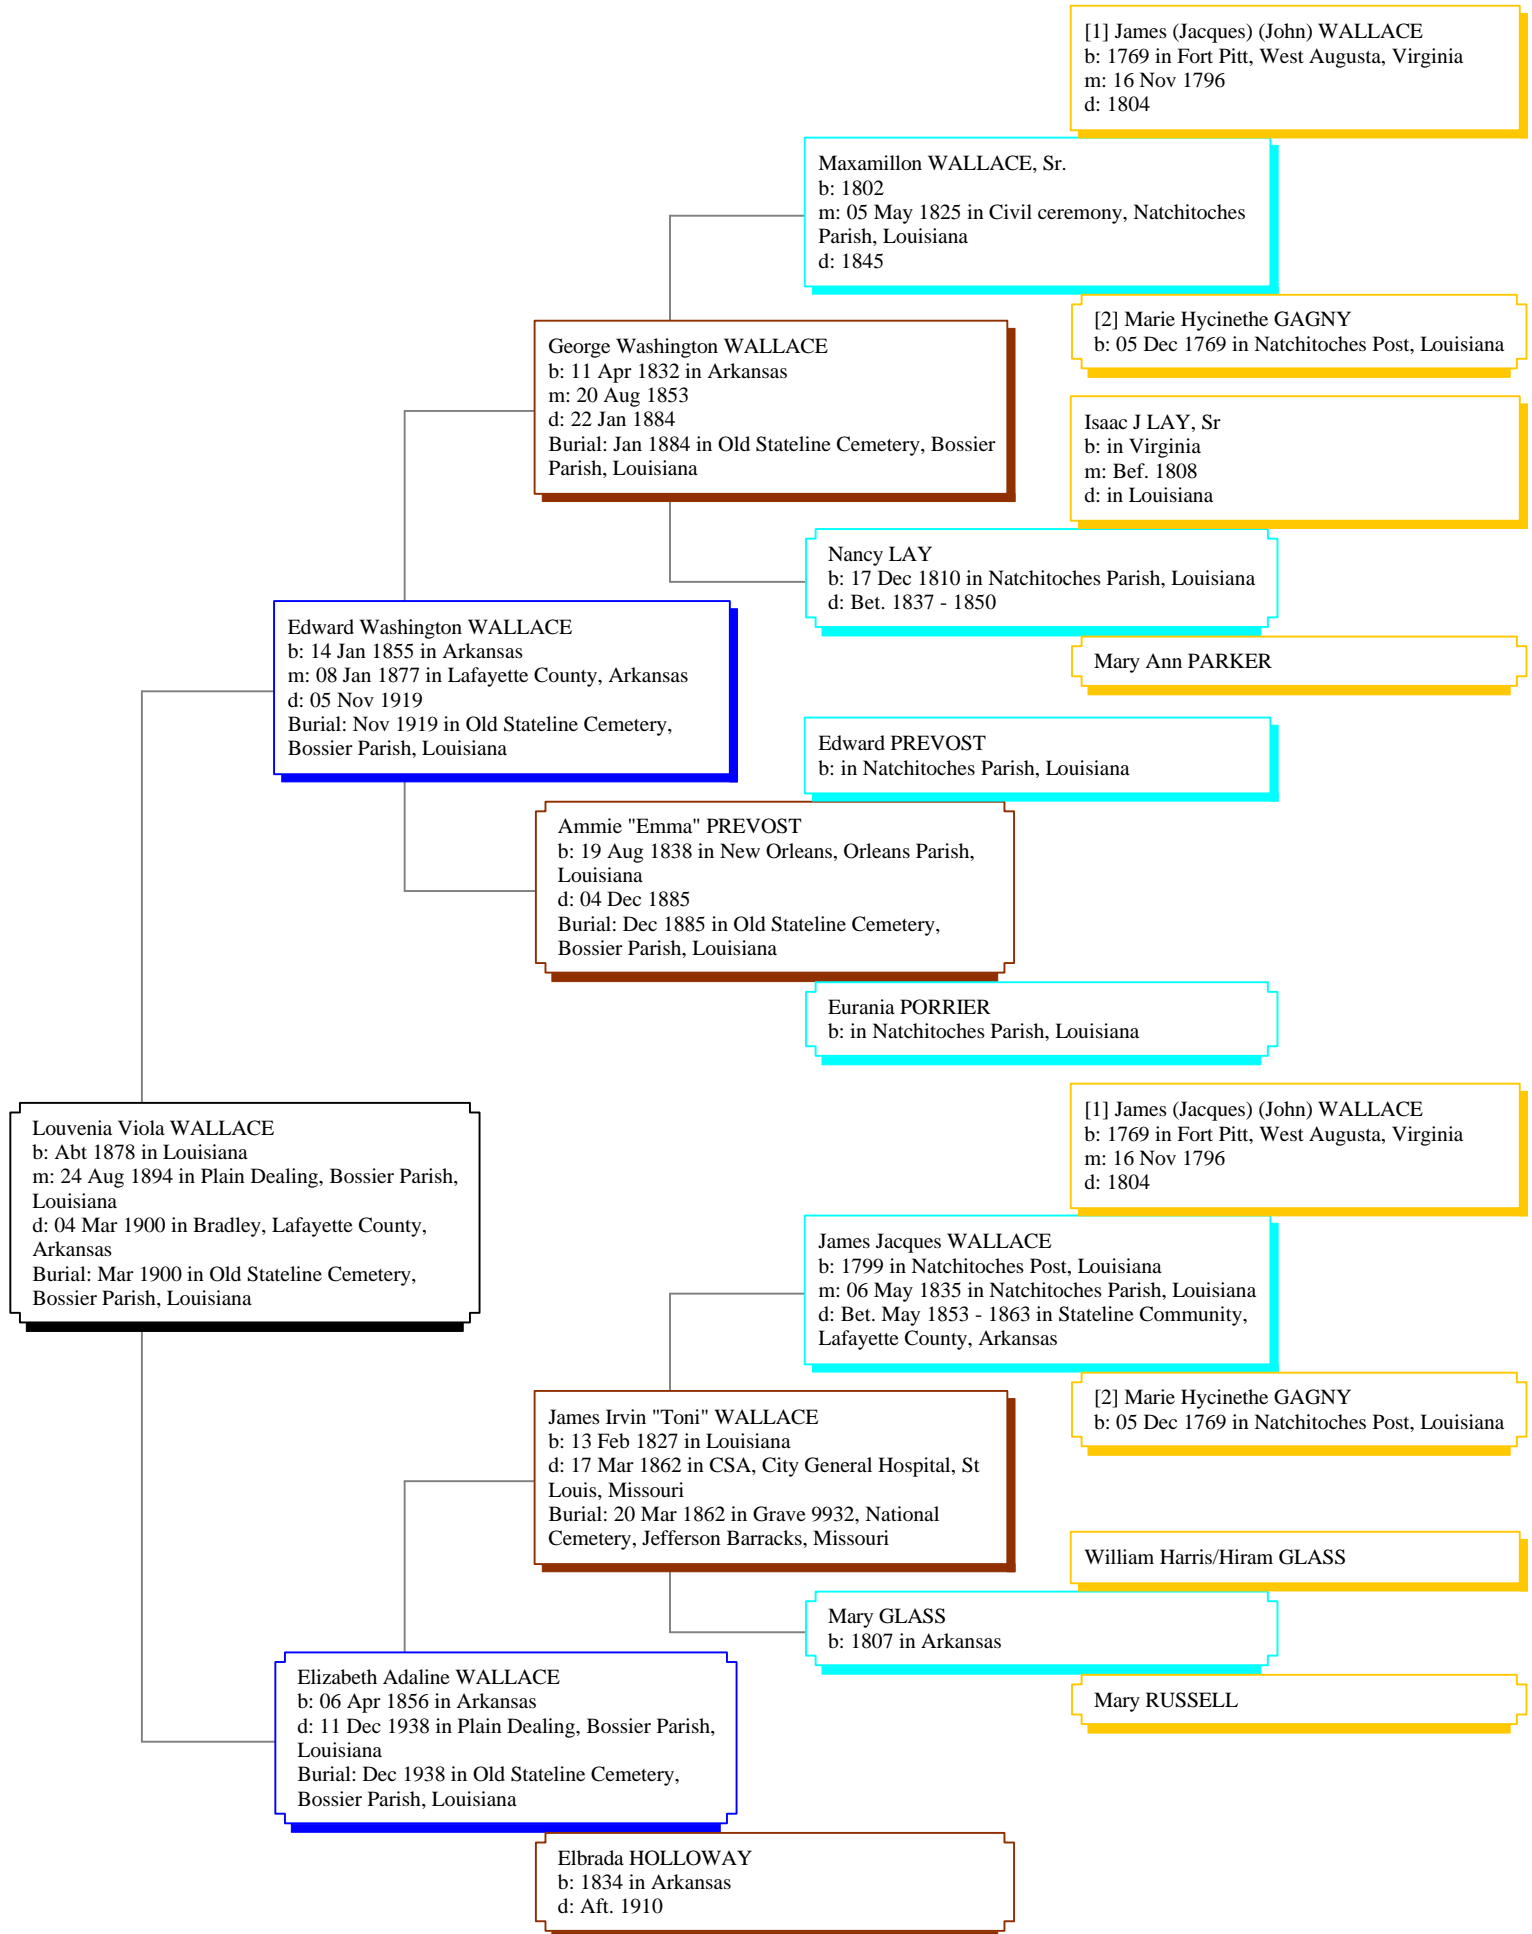 [1] James (Jacques) (John) WALLACE
b: 1769 in Fort Pitt, West Augusta, Virginia
m: 16 Nov 1796
d: 1804
Maxamillon WALLACE, Sr.
b: 1802
m: 05 May 1825 in Civil ceremony, Natchitoches
Parish, Louisiana
d: 1845
[2] Marie Hycinethe GAGNY
b: 05 Dec 1769 in Natchitoches Post, Louisiana
George Washington WALLACE
b: 11 Apr 1832 in Arkansas
m: 20 Aug 1853
d: 22 Jan 1884
Burial: Jan 1884 in Old Stateline Cemetery, Bossier
Parish, Louisiana
Isaac J LAY, Sr
b: in Virginia
m: Bef. 1808
d: in Louisiana
Nancy LAY
b: 17 Dec 1810 in Natchitoches Parish, Louisiana
d: Bet. 1837 - 1850
Mary Ann PARKER
Edward Washington WALLACE
b: 14 Jan 1855 in Arkansas
m: 08 Jan 1877 in Lafayette County, Arkansas
d: 05 Nov 1919
Burial: Nov 1919 in Old Stateline Cemetery,
Bossier Parish, Louisiana
Edward PREVOST
b: in Natchitoches Parish, Louisiana
Ammie "Emma" PREVOST
b: 19 Aug 1838 in New Orleans, Orleans Parish,
Louisiana
d: 04 Dec 1885
Burial: Dec 1885 in Old Stateline Cemetery,
Bossier Parish, Louisiana
Eurania PORRIER
b: in Natchitoches Parish, Louisiana
Louvenia Viola WALLACE
b: Abt 1878 in Louisiana
m: 24 Aug 1894 in Plain Dealing, Bossier Parish,
Louisiana
d: 04 Mar 1900 in Bradley, Lafayette County,
Arkansas
Burial: Mar 1900 in Old Stateline Cemetery,
Bossier Parish, Louisiana
[1] James (Jacques) (John) WALLACE
b: 1769 in Fort Pitt, West Augusta, Virginia
m: 16 Nov 1796
d: 1804
James Jacques WALLACE
b: 1799 in Natchitoches Post, Louisiana
m: 06 May 1835 in Natchitoches Parish, Louisiana
d: Bet. May 1853 - 1863 in Stateline Community,
Lafayette County, Arkansas
[2] Marie Hycinethe GAGNY
b: 05 Dec 1769 in Natchitoches Post, Louisiana
James Irvin "Toni" WALLACE
b: 13 Feb 1827 in Louisiana
d: 17 Mar 1862 in CSA, City General Hospital, St
Louis, Missouri
Burial: 20 Mar 1862 in Grave 9932, National
Cemetery, Jefferson Barracks, Missouri
William Harris/Hiram GLASS
Mary GLASS
b: 1807 in Arkansas
Mary RUSSELL
Elizabeth Adaline WALLACE
b: 06 Apr 1856 in Arkansas
d: 11 Dec 1938 in Plain Dealing, Bossier Parish,
Louisiana
Burial: Dec 1938 in Old Stateline Cemetery,
Bossier Parish, Louisiana
Elbrada HOLLOWAY
b: 1834 in Arkansas
d: Aft. 1910